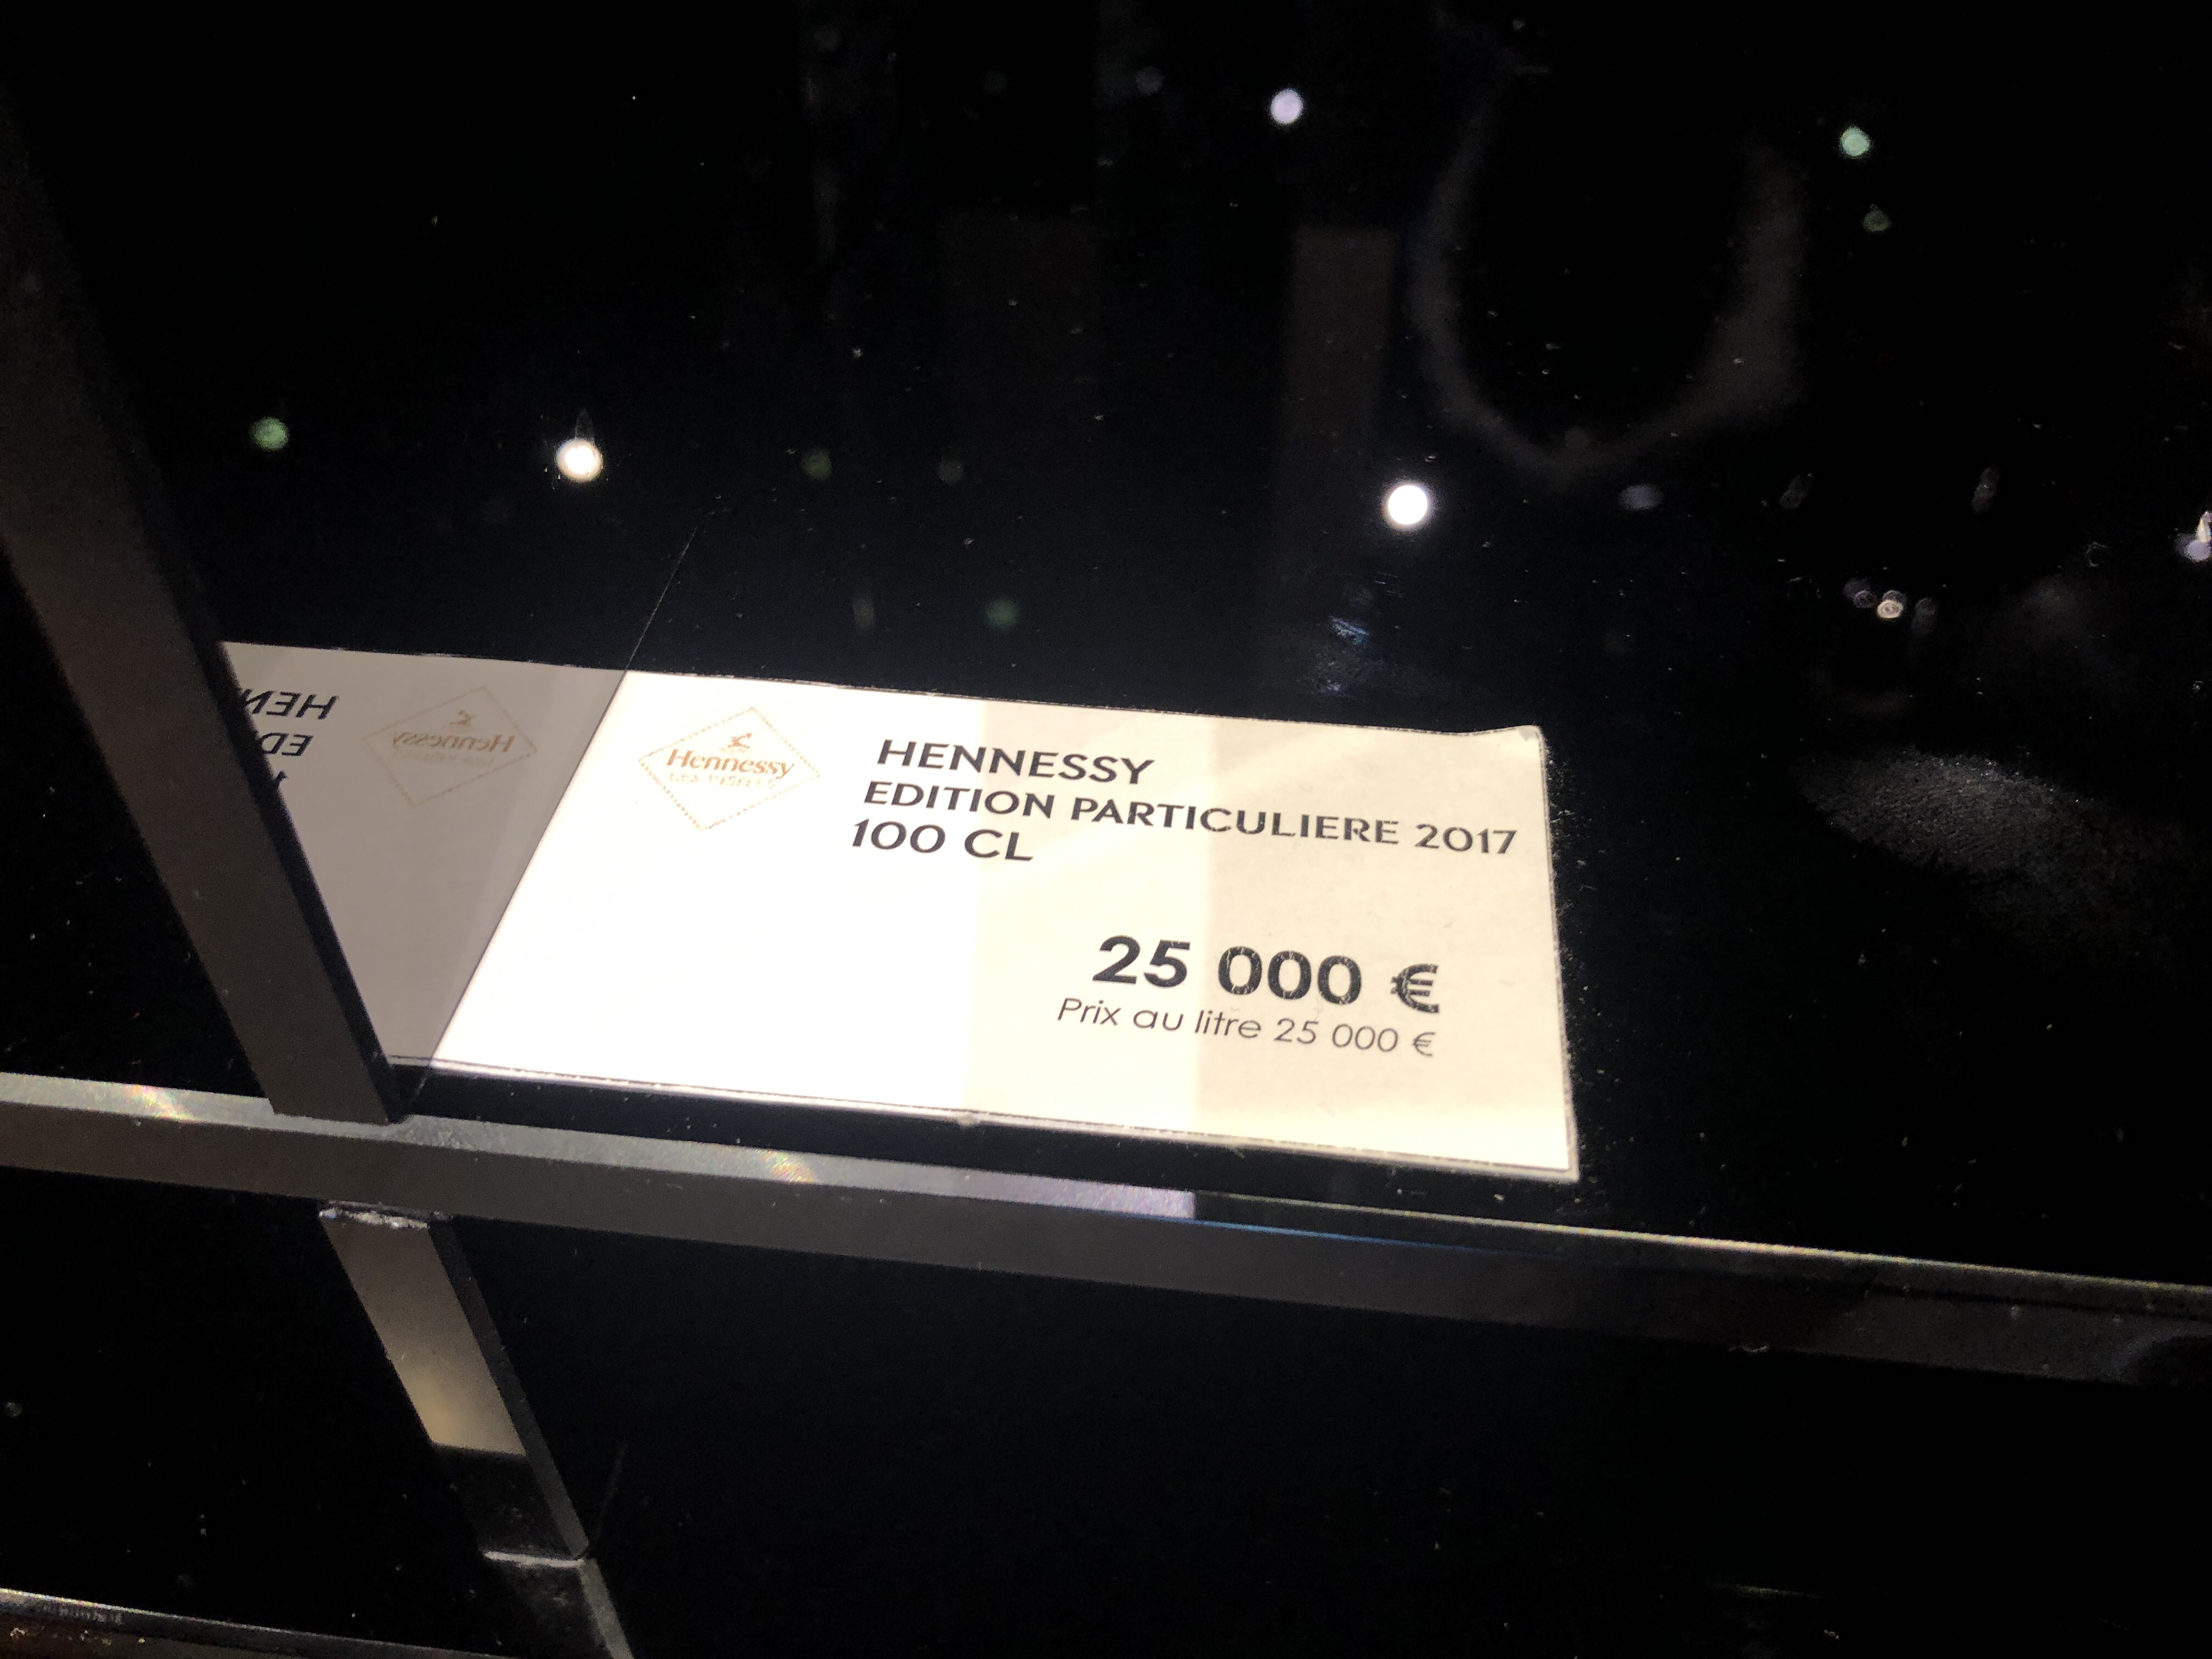 Hennessy
HENNESSY
EDITION PARTICULIERE 2017
100 CL
25 000 €
Prix au litre 25 000 €